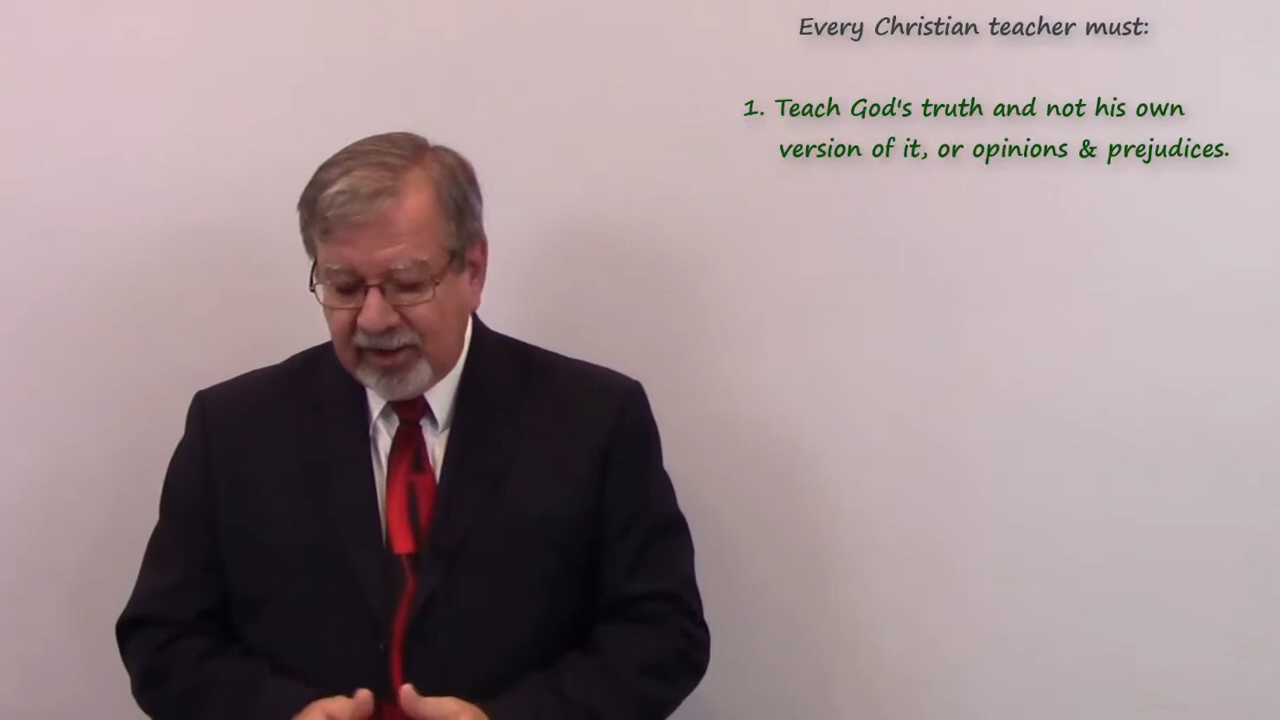 Every Christian teacher must:
1. Teach God's truth and not his own
version of it, or opinions & prejudices.